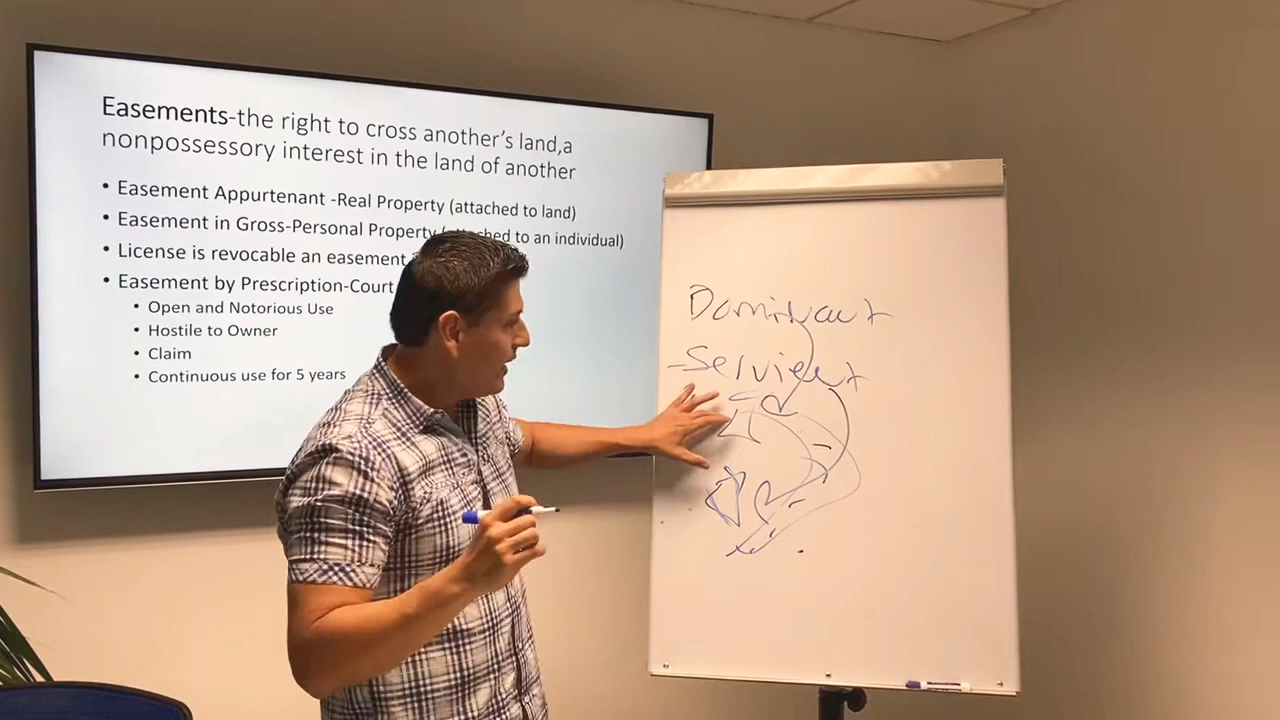 Easements-the right to cross another's land,a
nonpossessory interest in the land of another
• Easement Appurtenant -Real Property (attached to land)
• Easement in Gross-Personal Property to an individual)
• License is revocable an easement
• Easement by Prescription-Court
• Open and Notorious Use
• Hostile to Owner
• Claim
• Continuous use for 5 years
Dominant
-Servient